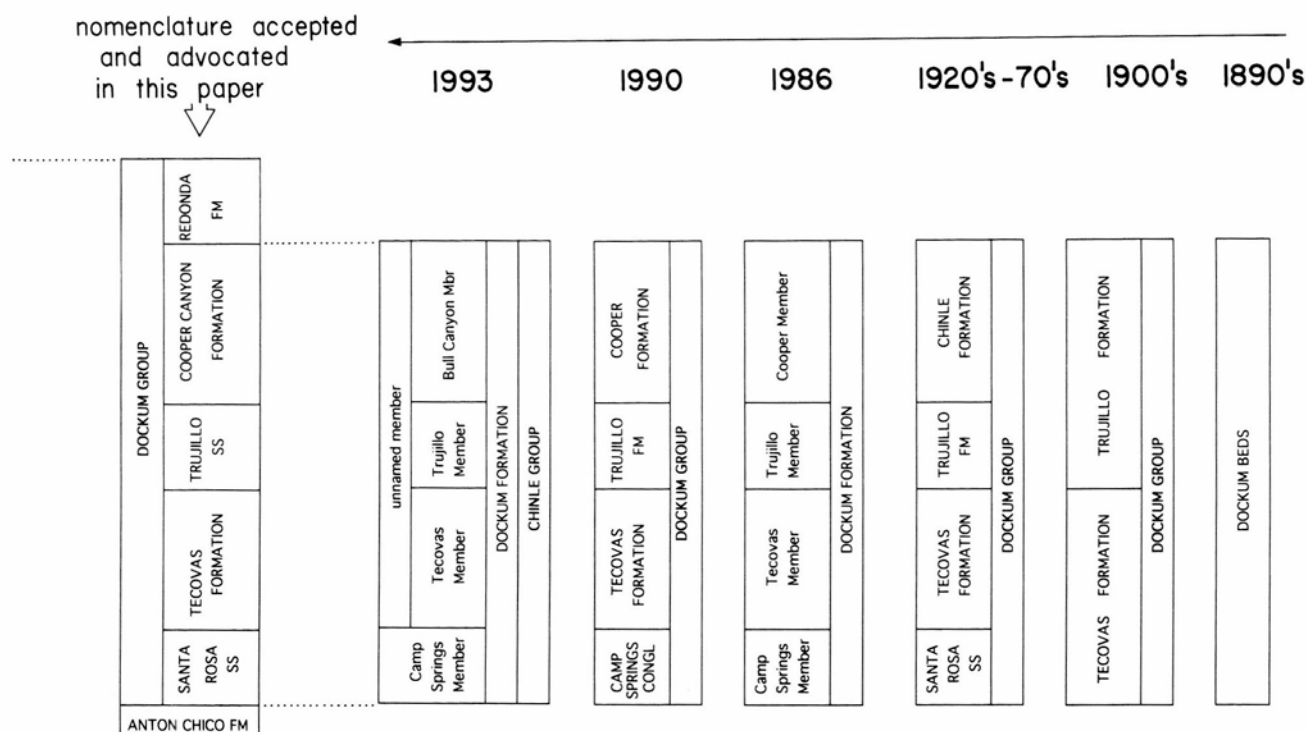 nomenclature accepted
and advocated
in this paper
1993
1990
1986
1920's-70's
1900's
1890's
DOCKUM GROUP
REDONDA
FM
COOPER CANYON
FORMATION
TRUJILLO
SS
TECOVAS
FORMATION
SANTA
ROSA
SS
ANTON CHICO FM
unnamed member
Bull Canyon Mbr
Trujillo
Member
Tecovas
Member
Camp
Springs
Member
DOCKUM FORMATION
CHINLE GROUP
COOPER
FORMATION
TRUJILLO
FM
TECOVAS
FORMATION
CAMP
SPRINGS
CONGL
DOCKUM GROUP
Cooper Member
Trujillo
Member
Tecovas
Member
Camp
Springs
Member
DOCKUM FORMATION
CHINLE
FORMATION
TRUJILLO
FM
TECOVAS
FORMATION
SANTA
ROSA
SS
DOCKUM GROUP
TRUJILLO FORMATION
TECOVAS FORMATION
DOCKUM GROUP
DOCKUM BEDS